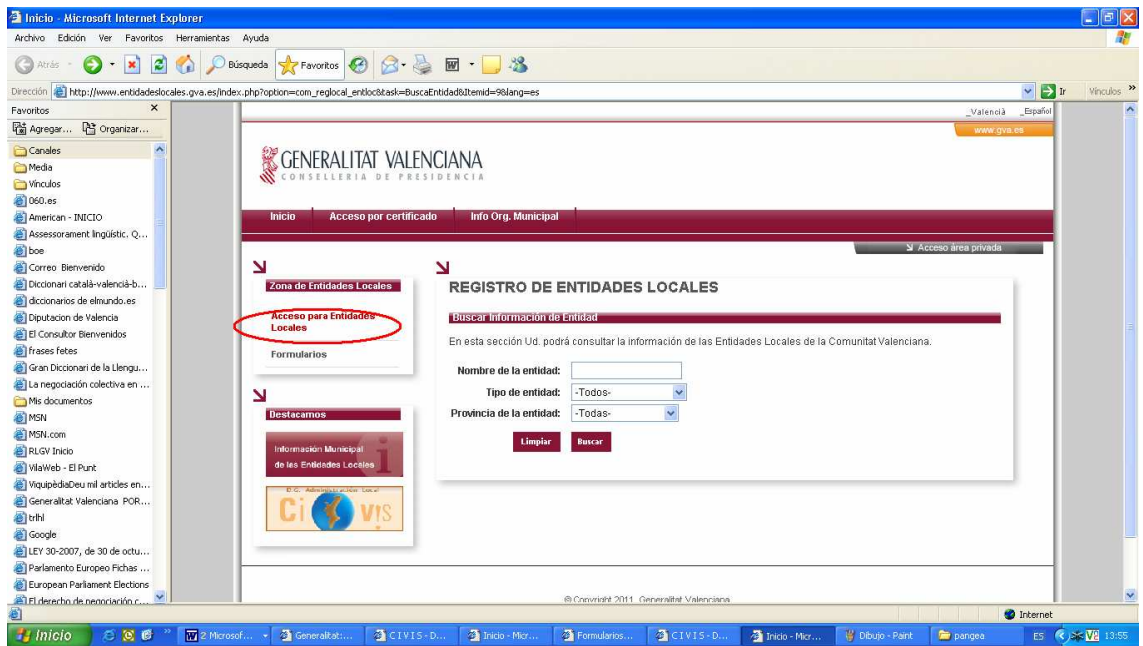 Inicio - Microsoft Internet Explorer
Archivo Edición Ver Favoritos Herramientas Ayuda
Atrás Búsqueda Favoritos
Dirección http://www.entidadeslocales.gva.es/index.php?option=com_reglocal_entloc&task=BuscaEntidad&Itemid=98&lang=es Ir Vínculos »
Favoritos ×
Agregar... Organizar...
Canales
Media
Vínculos
060.es
American - INICIO
Assessorament lingüístic. Q...
boe
Correo Bienvenido
Diccionari català-valencià-b...
diccionarios de elmundo.es
Diputacion de Valencia
El Consultor Bienvenidos
frases fetes
Gran Diccionari de la Llengu...
La negociación colectiva en ...
Mis documentos
MSN
MSN.com
RLGV Inicio
VilaWeb - El Punt
ViquipèdiaDeu mil articles en...
Generalitat Valenciana POR...
trlhl
Google
LEY 30-2007, de 30 de octu...
Parlamento Europeo Fichas ...
European Parliament Elections
El derecho de negociación c...
_Valencià _Español
www.gva.es
GENERALITAT VALENCIANA
CONSELLERIA DE PRESIDENCIA
Inicio Acceso por certificado Info Org. Municipal
Acceso área privada
Zona de Entidades Locales
Acceso para Entidades
Locales
Formularios
Destacamos
Información Municipal
de las Entidades Locales
D.G. Administración Local
Civis
REGISTRO DE ENTIDADES LOCALES
Buscar Información de Entidad
En esta sección Ud. podrá consultar la información de las Entidades Locales de la Comunitat Valenciana.
Nombre de la entidad:
Tipo de entidad: -Todos-
Provincia de la entidad: -Todas-
Limpiar Buscar
© Copyright 2011, Generalitat Valenciana
Internet
Inicio » 2 Microsof... Generalitat:... C I V I S - D... Inicio - Micr... Formularios... C I V I S - D... Inicio - Micr... Dibujo - Paint pangea ES 13:55